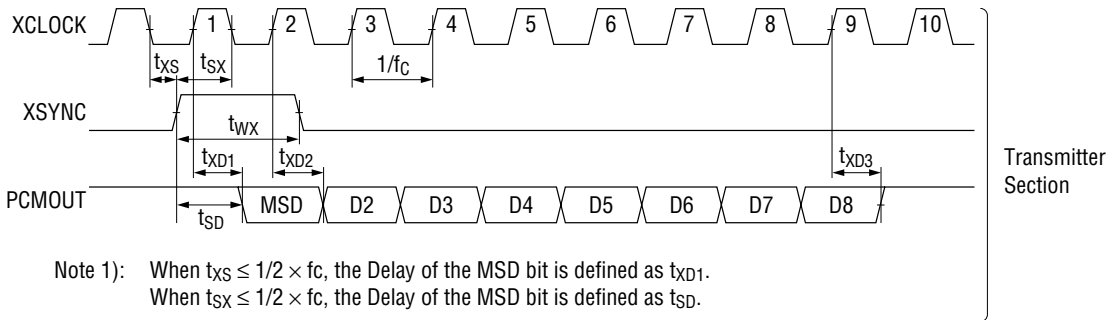 XCLOCK 1 2 3 4 5 6 7 8 9 10
tXS tSX 1/fC
XSYNC
tWX
tXD1 tXD2 tXD3
Transmitter
Section
PCMOUT MSD D2 D3 D4 D5 D6 D7 D8
tSD
Note 1): When tXS ≤ 1/2 × fc, the Delay of the MSD bit is defined as tXD1.
When tSX ≤ 1/2 × fc, the Delay of the MSD bit is defined as tSD.